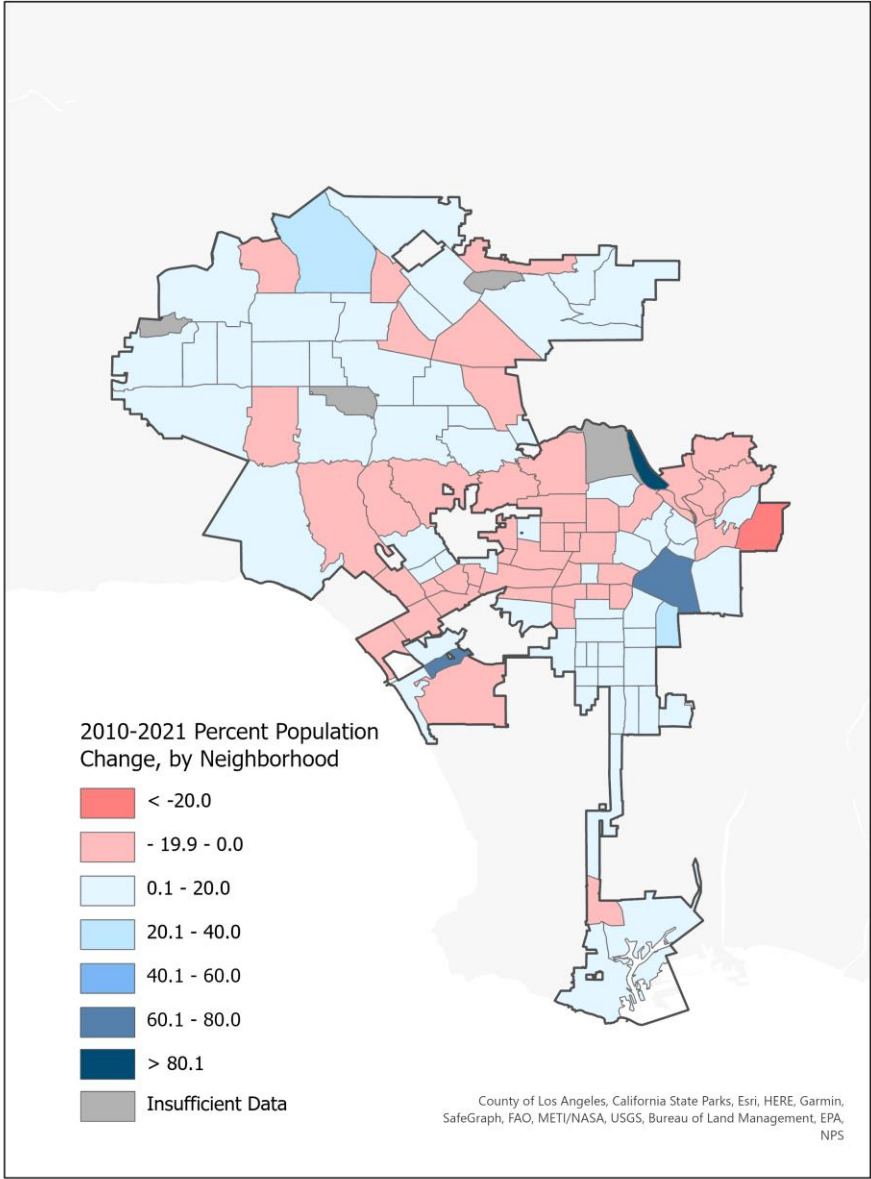 2010-2021 Percent Population
Change, by Neighborhood
< -20.0
- 19.9 - 0.0
0.1 - 20.0
20.1 - 40.0
40.1 - 60.0
60.1 - 80.0
> 80.1
Insufficient Data
County of Los Angeles, California State Parks, Esri, HERE, Garmin,
SafeGraph, FAO, METI/NASA, USGS, Bureau of Land Management, EPA,
NPS